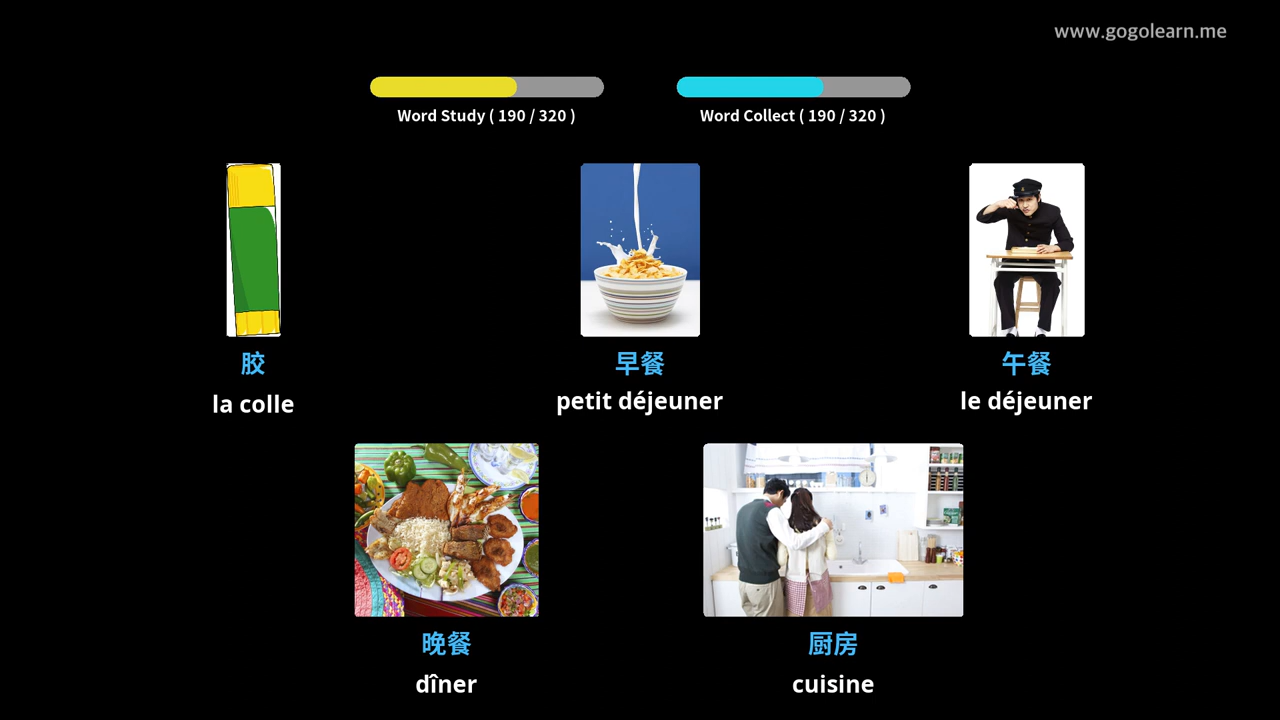 www.gogolearn.me
Word Study ( 190 / 320 )
Word Collect ( 190 / 320 )
胶
早餐
午餐
la colle
petit déjeuner
le déjeuner
晚餐
厨房
dîner
cuisine